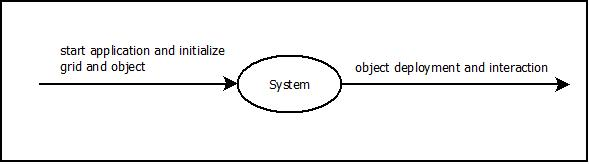 start application and initialize
grid and object
System
object deployment and interaction